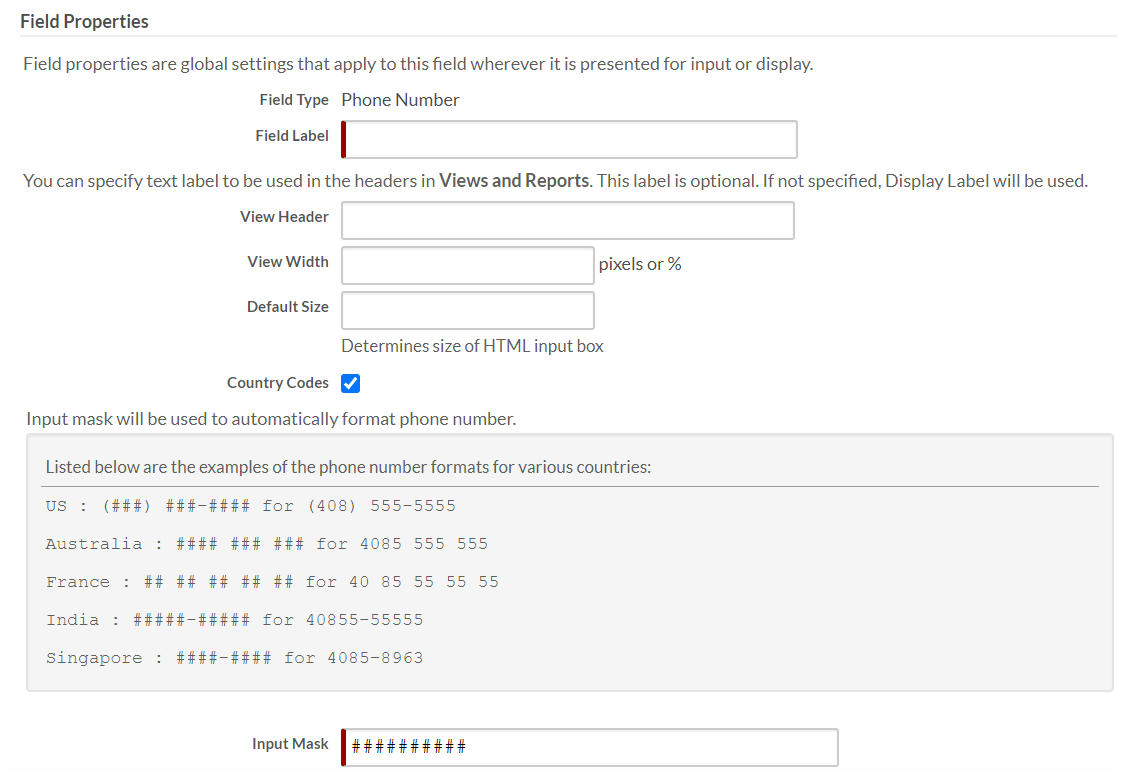 Field Properties
Field properties are global settings that apply to this field wherever it is presented for input or display.
Field Type Phone Number
Field Label
You can specify text label to be used in the headers in Views and Reports. This label is optional. If not specified, Display Label will be used.
View Header
View Width pixels or %
Default Size
Determines size of HTML input box
Country Codes
Input mask will be used to automatically format phone number.
Listed below are the examples of the phone number formats for various countries:
US : (###) ###-#### for (408) 555-5555
Australia : #### ### ### for 4085 555 555
France : ## ## ## ## ## for 40 85 55 55 55
India : #####-##### for 40855-55555
Singapore : ####-#### for 4085-8963
Input Mask ##########